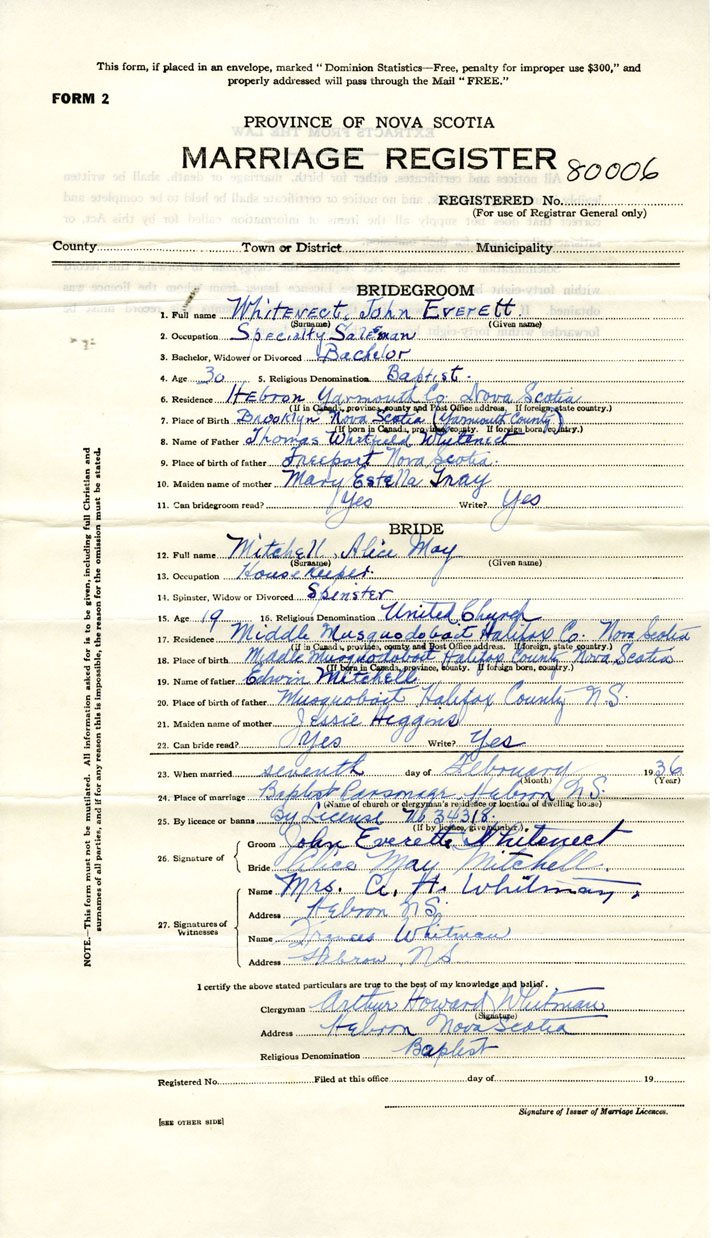 This form, if placed in an envelope, marked "Dominion Statistics—Free, penalty for improper use $300," and
properly addressed will pass through the Mail "FREE."
FORM 2
PROVINCE OF NOVA SCOTIA
MARRIAGE REGISTER 80006
REGISTERED No.
(For use of Registrar General only)
County Town or District Municipality
BRIDEGROOM
1. Full name Whitenect, John Everett
(Surname) (Given name)
2. Occupation Specialty Salesman
3. Bachelor, Widower or Divorced Bachelor
4. Age 30 5. Religious Denomination Baptist.
6. Residence Hebron Yarmouth Co. Nova Scotia
(If in Canada, province, county and Post Office address. If foreign, state country.)
7. Place of Birth Brooklyn Nova Scotia (Yarmouth County)
(If born in Canada, province, county. If foreign born, country.)
8. Name of Father Thomas Whitfield Whitenect
9. Place of birth of father Freeport Nova Scotia.
10. Maiden name of mother Mary Estella Gray
11. Can bridegroom read? Yes Write? Yes
BRIDE
12. Full name Mitchell, Alice May
(Surname) (Given name)
13. Occupation Housekeeper.
14. Spinster, Widow or Divorced Spinster
15. Age 19 16. Religious Denomination United Church
17. Residence Middle Musquodoboit Halifax Co. Nova Scotia
(If in Canada, province, county and Post Office address. If foreign, state country.)
18. Place of birth Middle Musquodoboit Halifax County Nova Scotia
(If born in Canada, province, county. If foreign born, country.)
19. Name of father Edwin Mitchell
20. Place of birth of father Musquoboit Halifax County N.S.
21. Maiden name of mother Jessie Higgins
22. Can bride read? Yes Write? Yes
23. When married seventh day of February 1936
(Month) (Year)
24. Place of marriage Baptist Parsonage, Hebron N.S.
(Name of church or clergyman's residence or location of dwelling house)
25. By licence or banns By License No 34318.
(If by licence, give number.)
26. Signature of
Groom John Everette Whitenect
Bride Alice May Mitchell.
27. Signatures of Witnesses
Name Mrs. A. H. Whitman.
Address Hebron N.S.
Name Frances Whitman
Address Hebron N.S.
I certify the above stated particulars are true to the best of my knowledge and belief.
Clergyman Arthur Howard Whitman
(Signature)
Address Hebron Nova Scotia
Religious Denomination Baptist
Registered No. Filed at this office day of 19
Signature of Issuer of Marriage Licences.
[SEE OTHER SIDE]
NOTE.—This form must not be mutilated. All information asked for is to be given, including full Christian and
surnames of all parties, and if for any reason this is impossible, the reason for the omission must be stated.